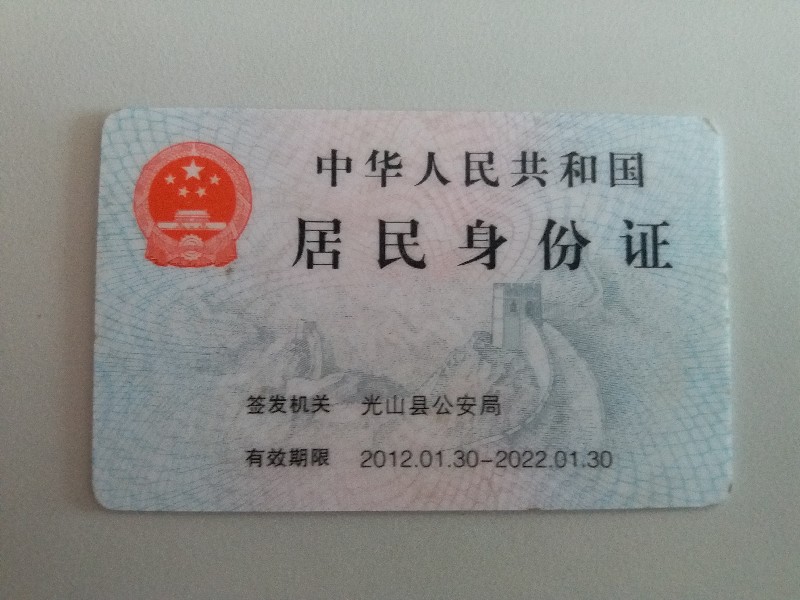 中华人民共和国
居民身份证
签发机关 光山县公安局
有效期限 2012.01.30-2022.01.30